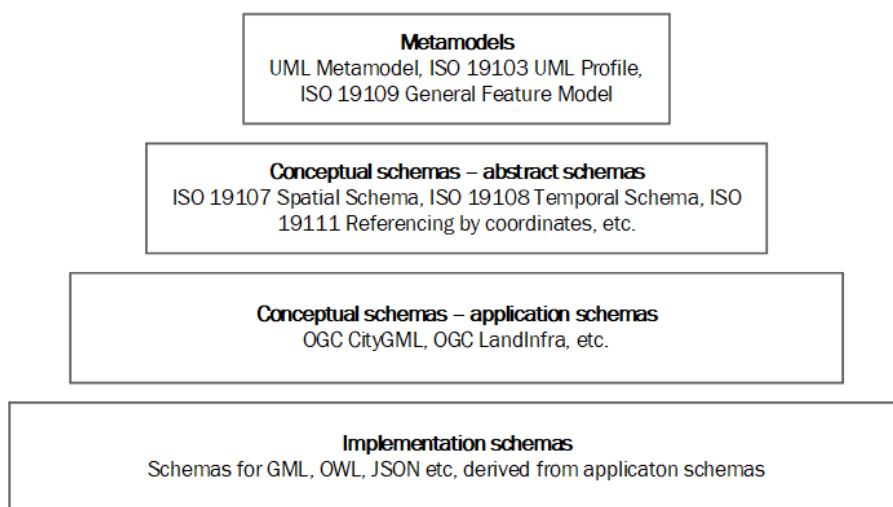 Metamodels
UML Metamodel, ISO 19103 UML Profile,
ISO 19109 General Feature Model
Conceptual schemas – abstract schemas
ISO 19107 Spatial Schema, ISO 19108 Temporal Schema, ISO
19111 Referencing by coordinates, etc.
Conceptual schemas – application schemas
OGC CityGML, OGC LandInfra, etc.
Implementation schemas
Schemas for GML, OWL, JSON etc, derived from applicaton schemas